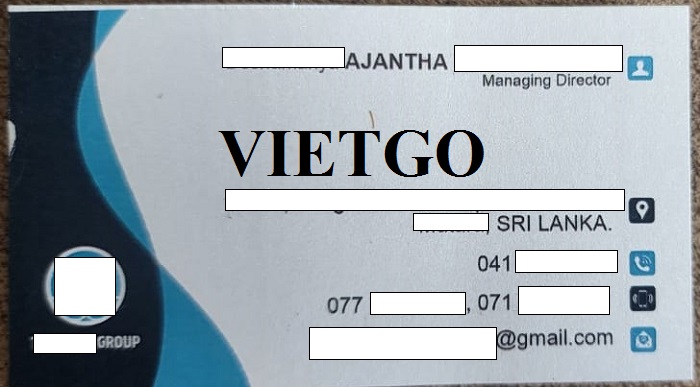 AJANTHA
Managing Director
VIETGO
SRI LANKA.
041
077 , 071
@gmail.com
GROUP